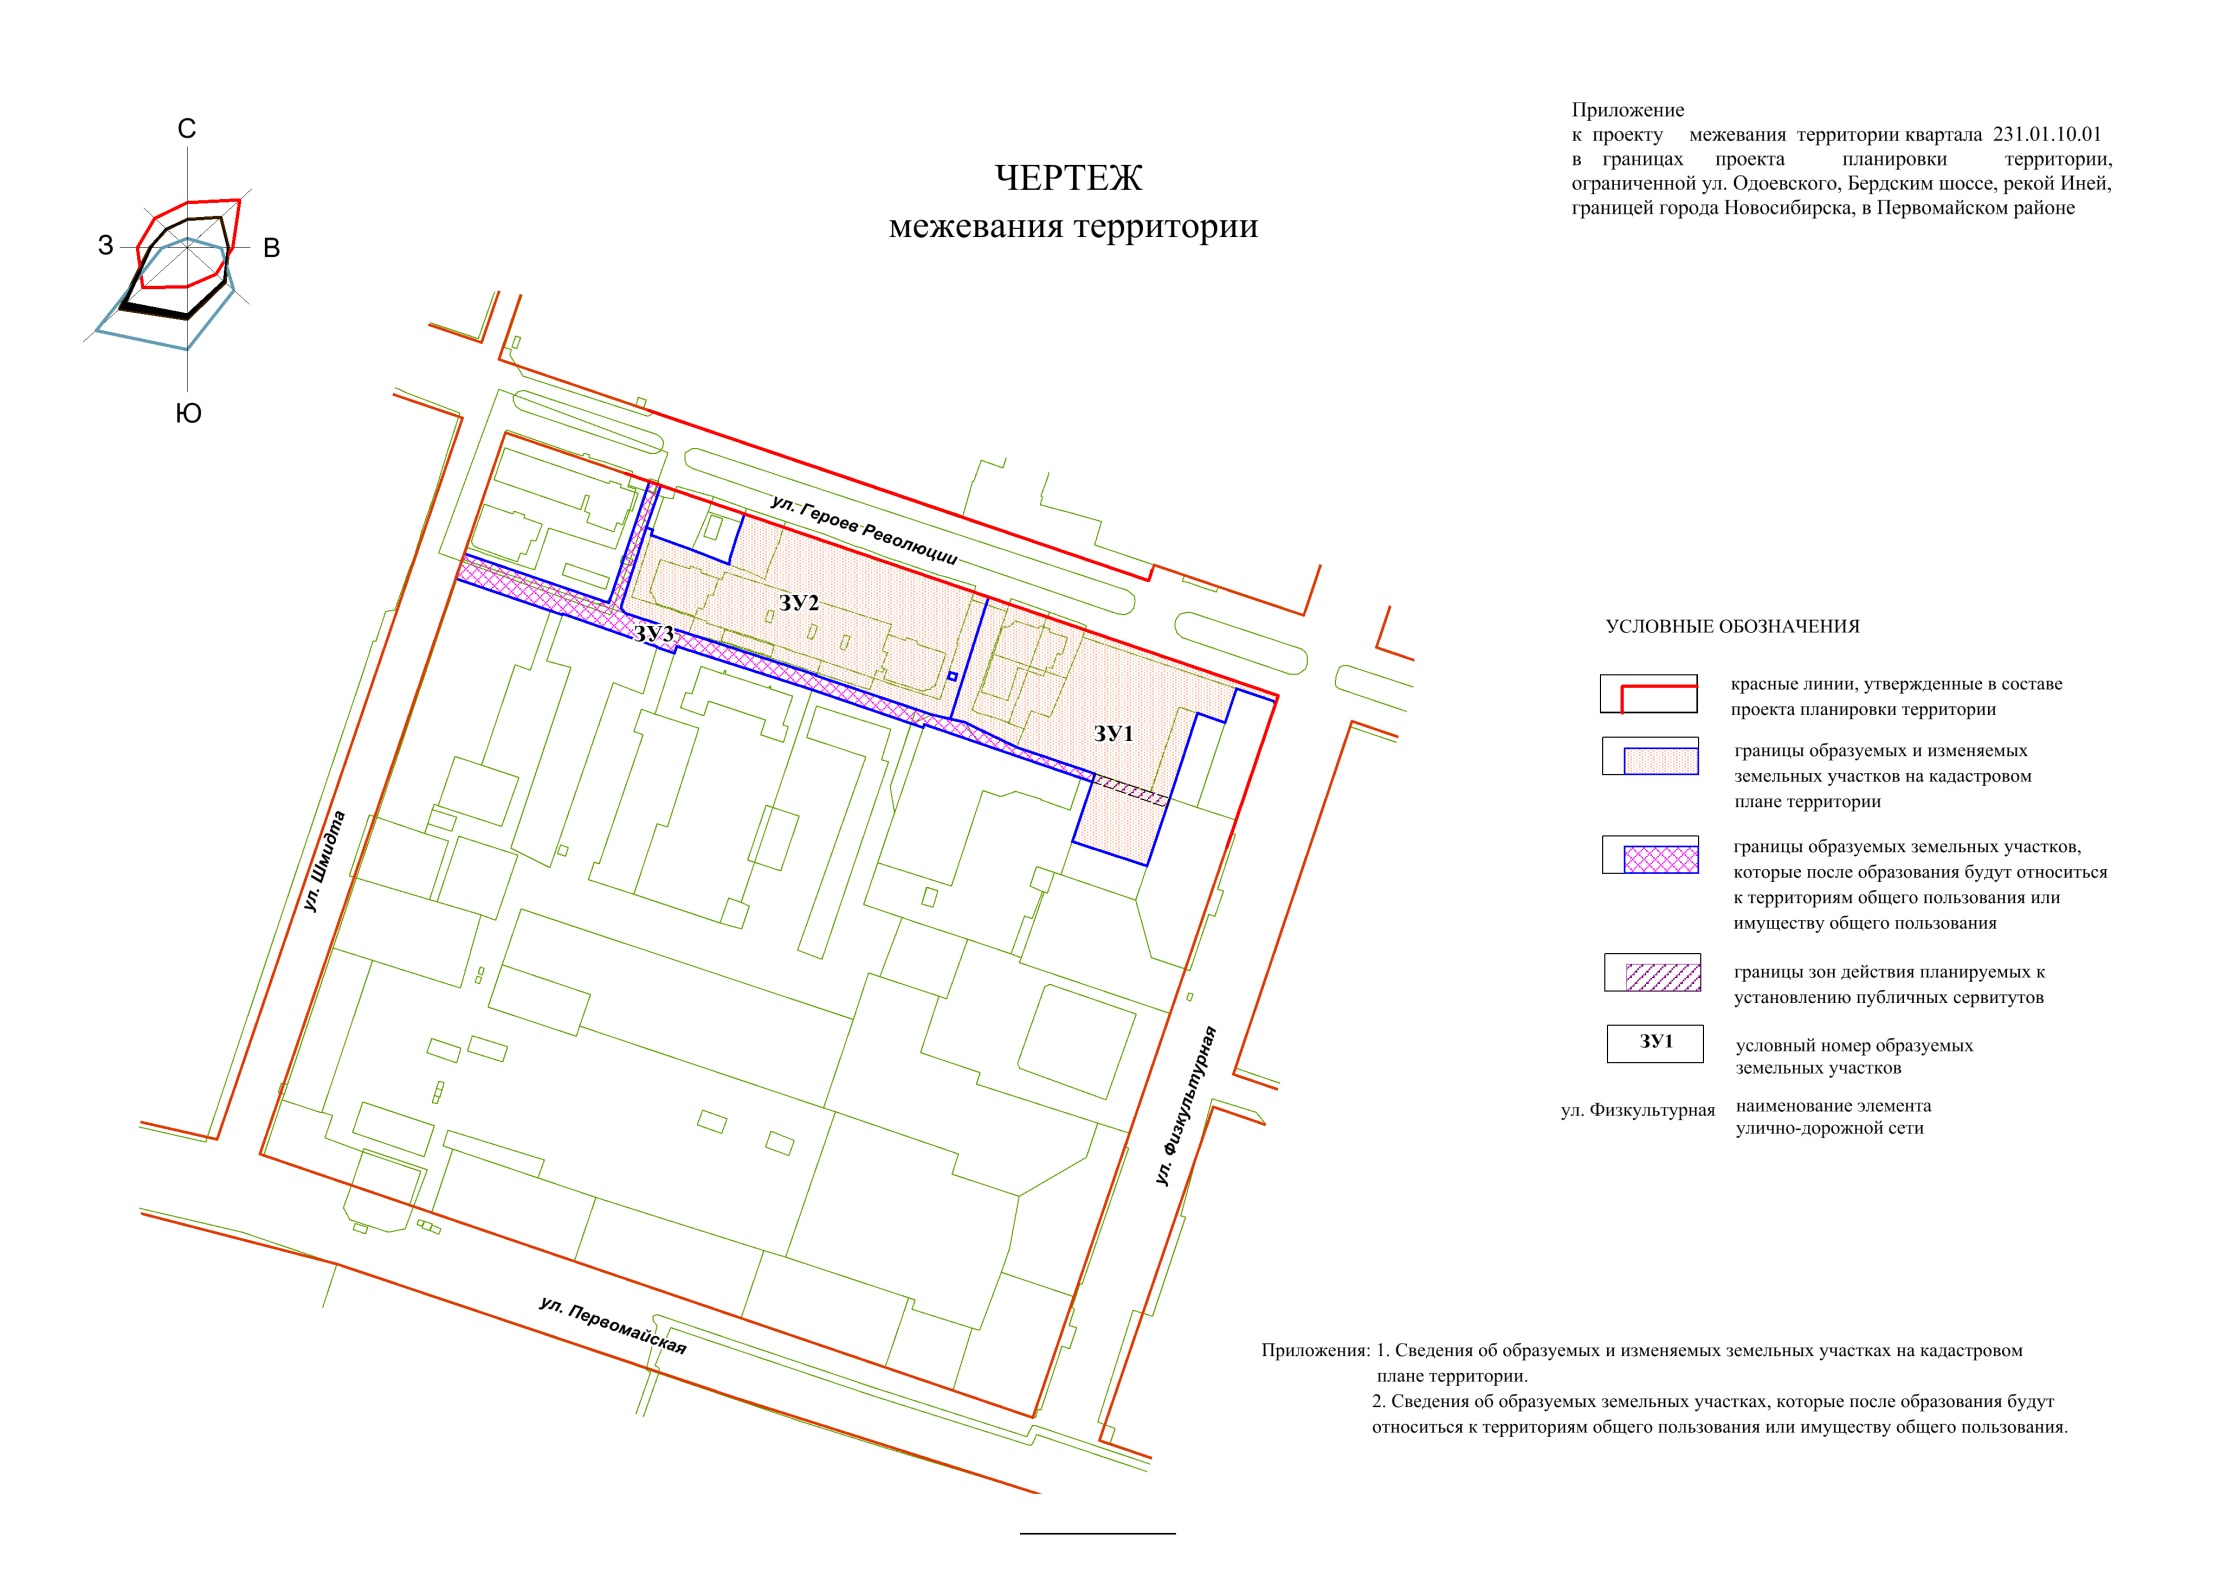 Приложение
к проекту межевания территории квартала 231.01.10.01
в границах проекта планировки территории,
ограниченной ул. Одоевского, Бердским шоссе, рекой Иней,
границей города Новосибирска, в Первомайском районе
ЧЕРТЕЖ
межевания территории
С
З
В
Ю
ул. Героев Революции
ЗУ2
ЗУ3
ЗУ1
ул. Шмидта
ул. Физкультурная
ул. Первомайская
УСЛОВНЫЕ ОБОЗНАЧЕНИЯ
красные линии, утвержденные в составе
проекта планировки территории
границы образуемых и изменяемых
земельных участков на кадастровом
плане территории
границы образуемых земельных участков,
которые после образования будут относиться
к территориям общего пользования или
имуществу общего пользования
границы зон действия планируемых к
установлению публичных сервитутов
ЗУ1
условный номер образуемых
земельных участков
ул. Физкультурная
наименование элемента
улично-дорожной сети
Приложения: 1. Сведения об образуемых и изменяемых земельных участках на кадастровом
плане территории.
2. Сведения об образуемых земельных участках, которые после образования будут
относиться к территориям общего пользования или имуществу общего пользования.